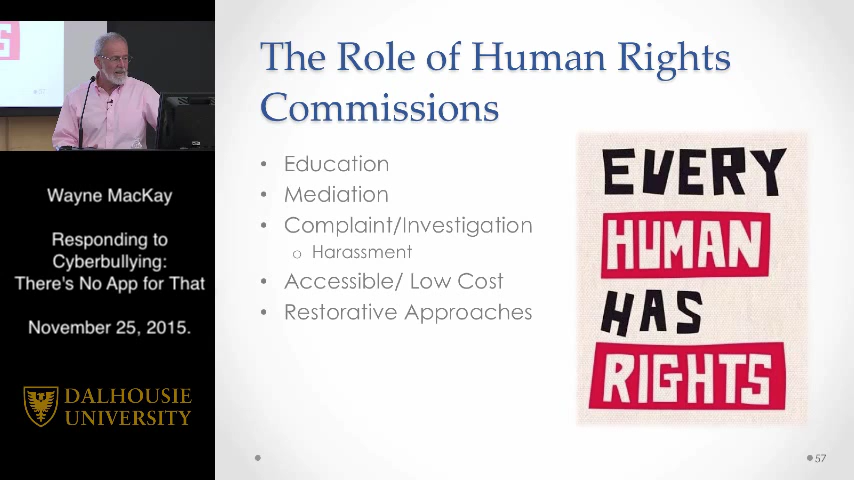 The Role of Human Rights
Commissions
• Education
• Mediation
• Complaint/Investigation
o Harassment
• Accessible/ Low Cost
• Restorative Approaches
EVERY
HUMAN
HAS
RIGHTS
57
Wayne MacKay
Responding to
Cyberbullying:
There's No App for That
November 25, 2015.
DALHOUSIE
UNIVERSITY